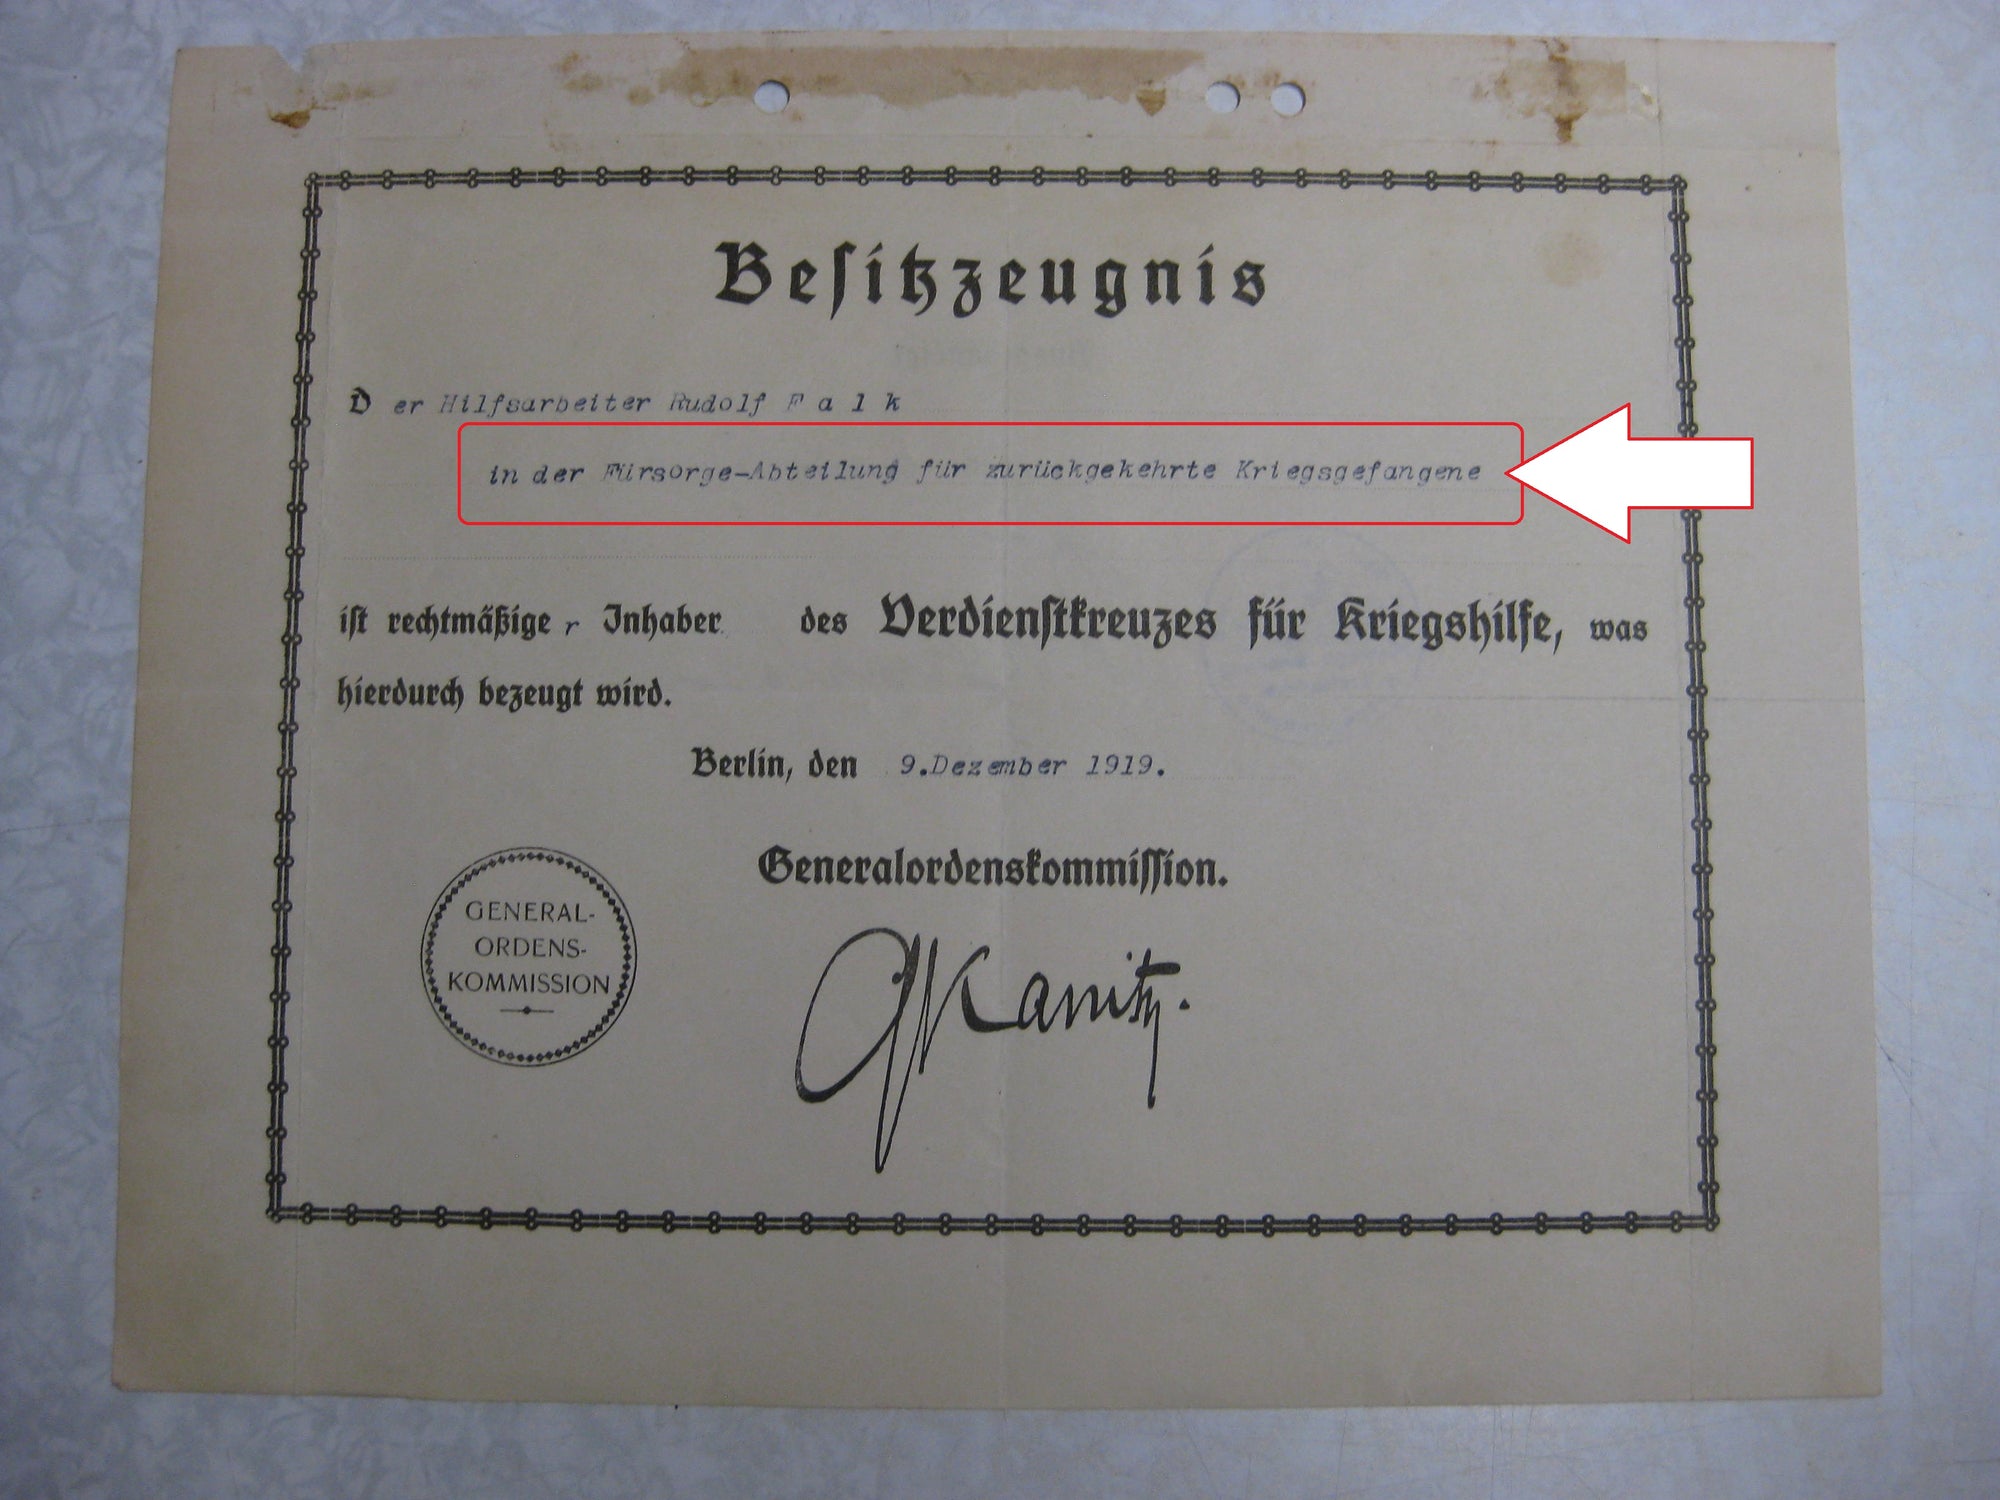 Besitzzeugnis
Der Hilfsarbeiter Rudolf Falk
in der Fürsorge-Abteilung für zurückgekehrte Kriegsgefangene
ist rechtmäßiger Inhaber des Verdienstkreuzes für Kriegshilfe, was
hierdurch bezeugt wird.
Berlin, den 9.Dezember 1919.
Generalordenskommission.
GENERAL-
ORDENS-
KOMMISSION
Kanitz.